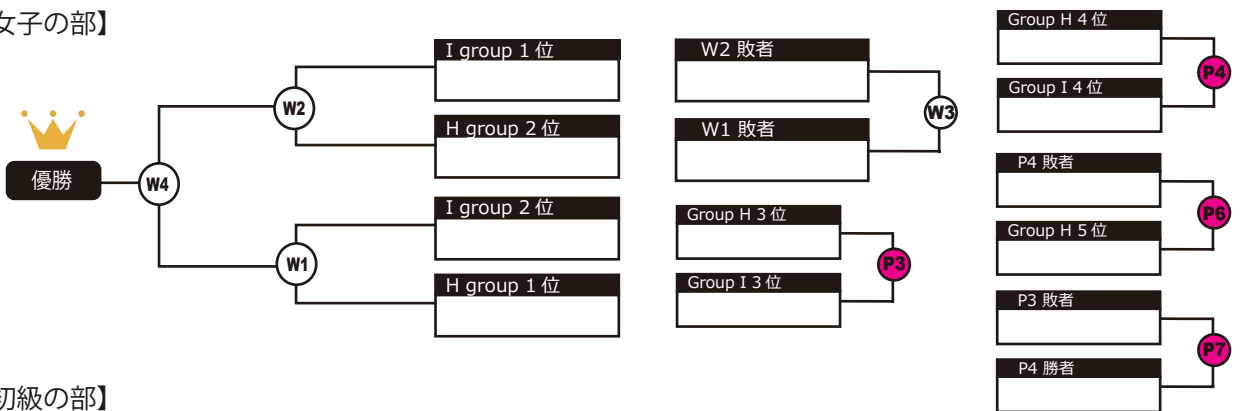 女子の部】
I group 1 位
W2
H group 2 位
優勝
W4
I group 2 位
W1
H group 1 位
W2 敗者
W3
W1 敗者
Group H 3 位
P3
Group I 3 位
Group H 4 位
P4
Group I 4 位
P4 敗者
P6
Group H 5 位
P3 敗者
P7
P4 勝者
初級の部】